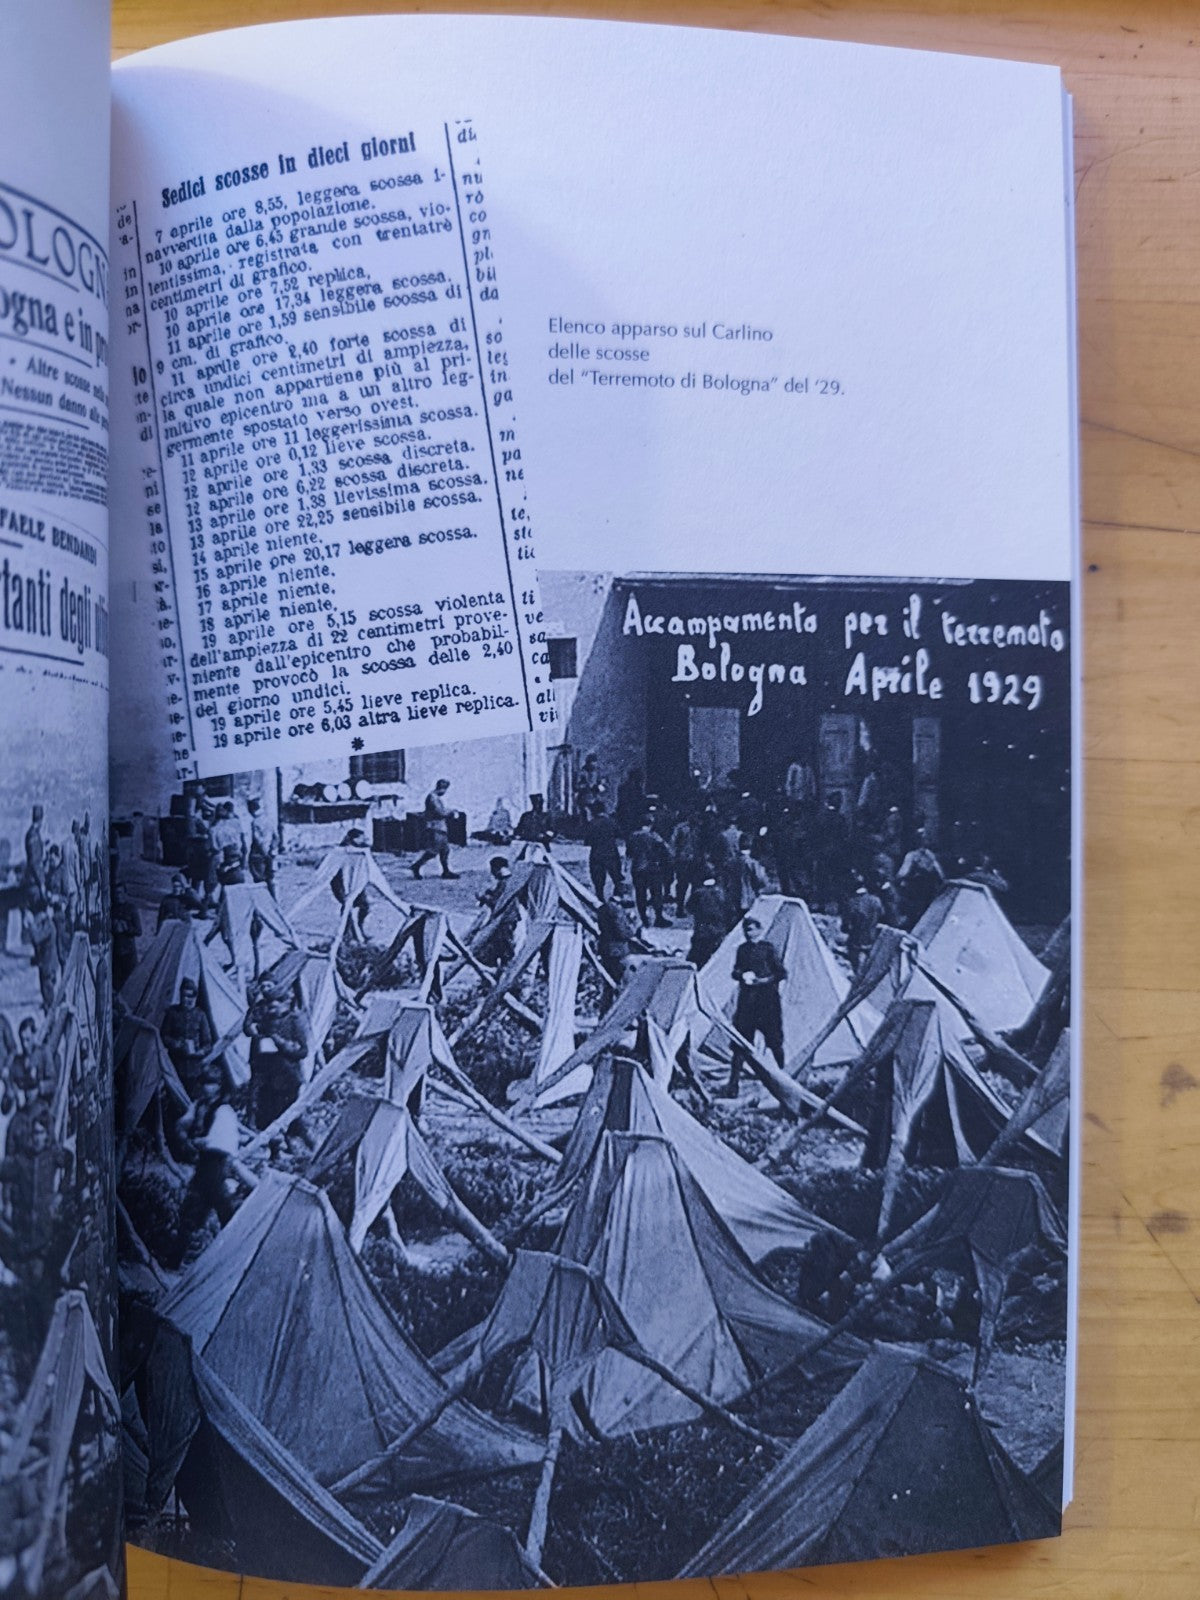 OLOGN
ogna e in pr
Altre scosse
Nessun danno alle
FAELE BENDANDI
tanti degli
Sedici scosse in dieci giorni
7 aprile ore 8,55, leggera scossa i-
navvertita dalla popolazione.
10 aprile ore 6,45 grande scossa, vio-
lentissima, registrata con trentatrè
centimetri di grafico.
10 aprile ore 7,52 replica,
10 aprile ore 17,34 leggera scossa.
11 aprile ore 1,59 sensibile scossa di
9 cm. di grafico.
11 aprile ore 2,40 forte scossa di
circa undici centimetri di ampiezza,
la quale non appartiene più al pri-
mitivo epicentro ma a un altro leg-
germente spostato verso ovest.
11 aprile ore 11 leggerissima scossa.
12 aprile ore 0,12 lieve scossa.
12 aprile ore 1,33 scossa discreta.
12 aprile ore 6,22 scossa discreta.
13 aprile ore 1,38 lievissima scossa.
13 aprile ore 22,25 sensibile scossa.
14 aprile niente.
15 aprile ore 20,17 leggera scossa.
16 aprile niente.
17 aprile niente.
18 aprile niente.
19 aprile ore 5,15 scossa violenta
dell'ampiezza di 22 centimetri prove-
niente dall'epicentro che probabil-
mente provocò la scossa delle 2,40
del giorno undici.
19 aprile ore 5,45 lieve replica.
19 aprile ore 6,03 altra lieve replica.
Elenco apparso sul Carlino
delle scosse
del "Terremoto di Bologna" del '29.
Accampamento per il terremoto
Bologna Aprile 1929